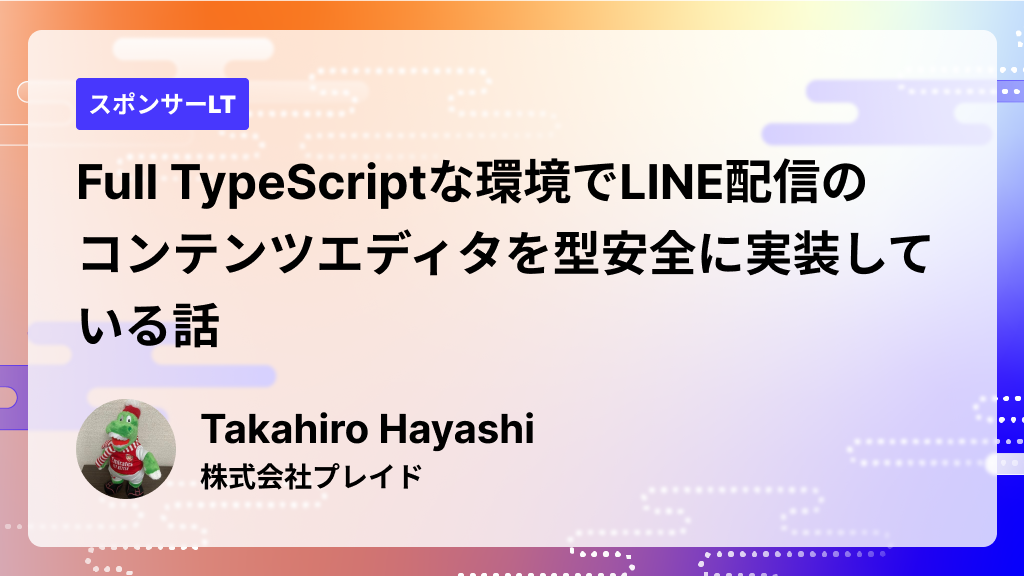 スポンサーLT
Full TypeScriptな環境でLINE配信の
コンテンツエディタを型安全に実装して
いる話
Takahiro Hayashi
株式会社プレイド